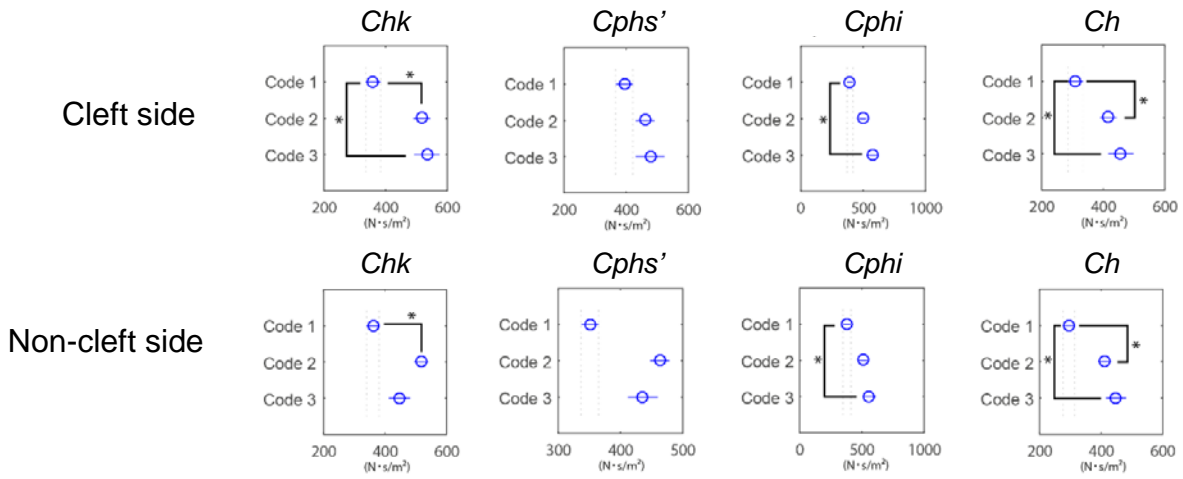 Chk Cphs’ Cphi Ch
Cleft side
Code 1 * Code 1 Code 1 Code 1
Code 2 * Code 2 * Code 2 * Code 2 *
Code 3 Code 3 Code 3 Code 3
200 400 600 200 400 600 0 500 1000 200 400 600
(N・s/m²) (N・s/m²) (N・s/m²) (N・s/m²)
Chk Cphs’ Cphi Ch
Non-cleft side
Code 1 * Code 1 Code 1 Code 1
Code 2 Code 2 * Code 2 * Code 2 *
Code 3 Code 3 Code 3 Code 3
200 400 600 300 400 500 0 500 1000 200 400 600
(N・s/m²) (N・s/m²) (N・s/m²) (N・s/m²)